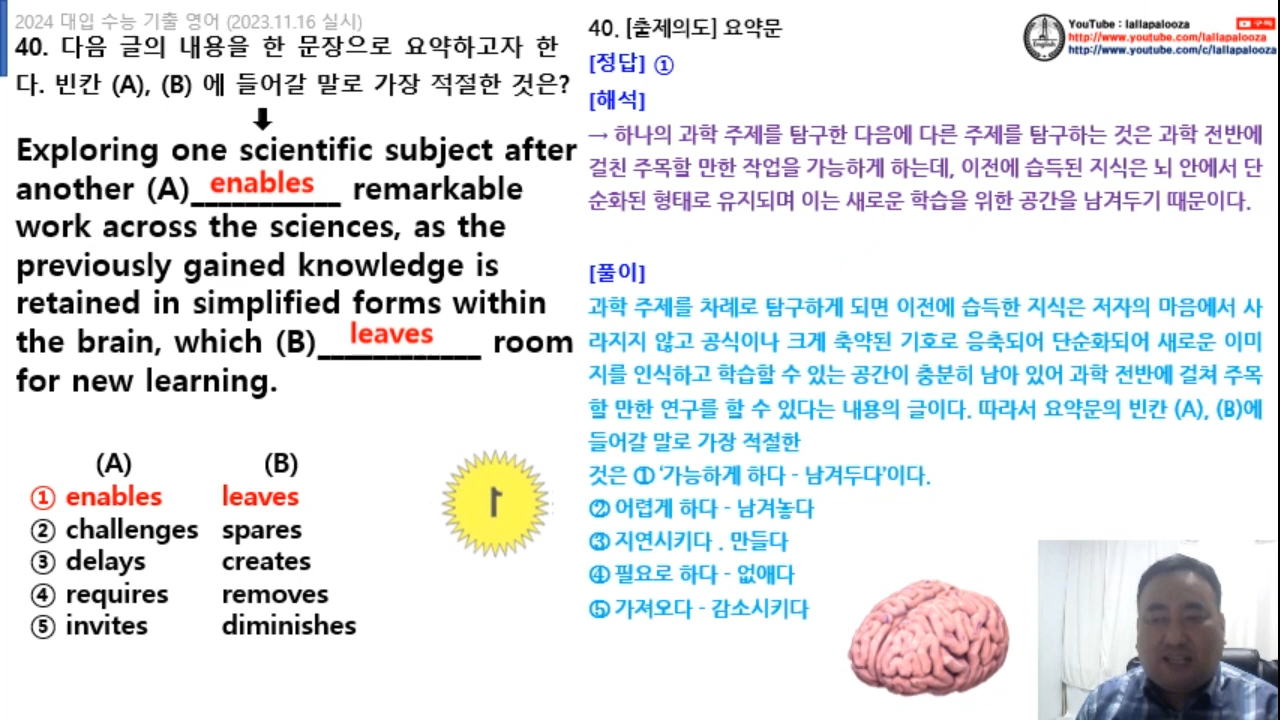 2024 대입 수능 기출 영어 (2023.11.16 실시)
40. 다음 글의 내용을 한 문장으로 요약하고자 한
다. 빈칸 (A), (B) 에 들어갈 말로 가장 적절한 것은?
Exploring one scientific subject after
another (A)____________ remarkable
enables
work across the sciences, as the
previously gained knowledge is
retained in simplified forms within
the brain, which (B)_____________ room
leaves
for new learning.
(A) (B)
① enables leaves
② challenges spares
③ delays creates
④ requires removes
⑤ invites diminishes
1
40. [출제의도] 요약문
[정답] ①
[해석]
→ 하나의 과학 주제를 탐구한 다음에 다른 주제를 탐구하는 것은 과학 전반에
걸친 주목할 만한 작업을 가능하게 하는데, 이전에 습득된 지식은 뇌 안에서 단
순화된 형태로 유지되며 이는 새로운 학습을 위한 공간을 남겨두기 때문이다.
[풀이]
과학 주제를 차례로 탐구하게 되면 이전에 습득한 지식은 저자의 마음에서 사
라지지 않고 공식이나 크게 축약된 기호로 응축되어 단순화되어 새로운 이미
지를 인식하고 학습할 수 있는 공간이 충분히 남아 있어 과학 전반에 걸쳐 주목
할 만한 연구를 할 수 있다는 내용의 글이다. 따라서 요약문의 빈칸 (A), (B)에
들어갈 말로 가장 적절한
것은 ① ‘가능하게 하다 - 남겨두다’이다.
② 어렵게 하다 - 남겨놓다
③ 지연시키다 . 만들다
④ 필요로 하다 - 없애다
⑤ 가져오다 - 감소시키다
English
YouTube : lallapalooza
구독
http://www.youtube.com/lallapalooza
http://www.youtube.com/c/lallapalooza